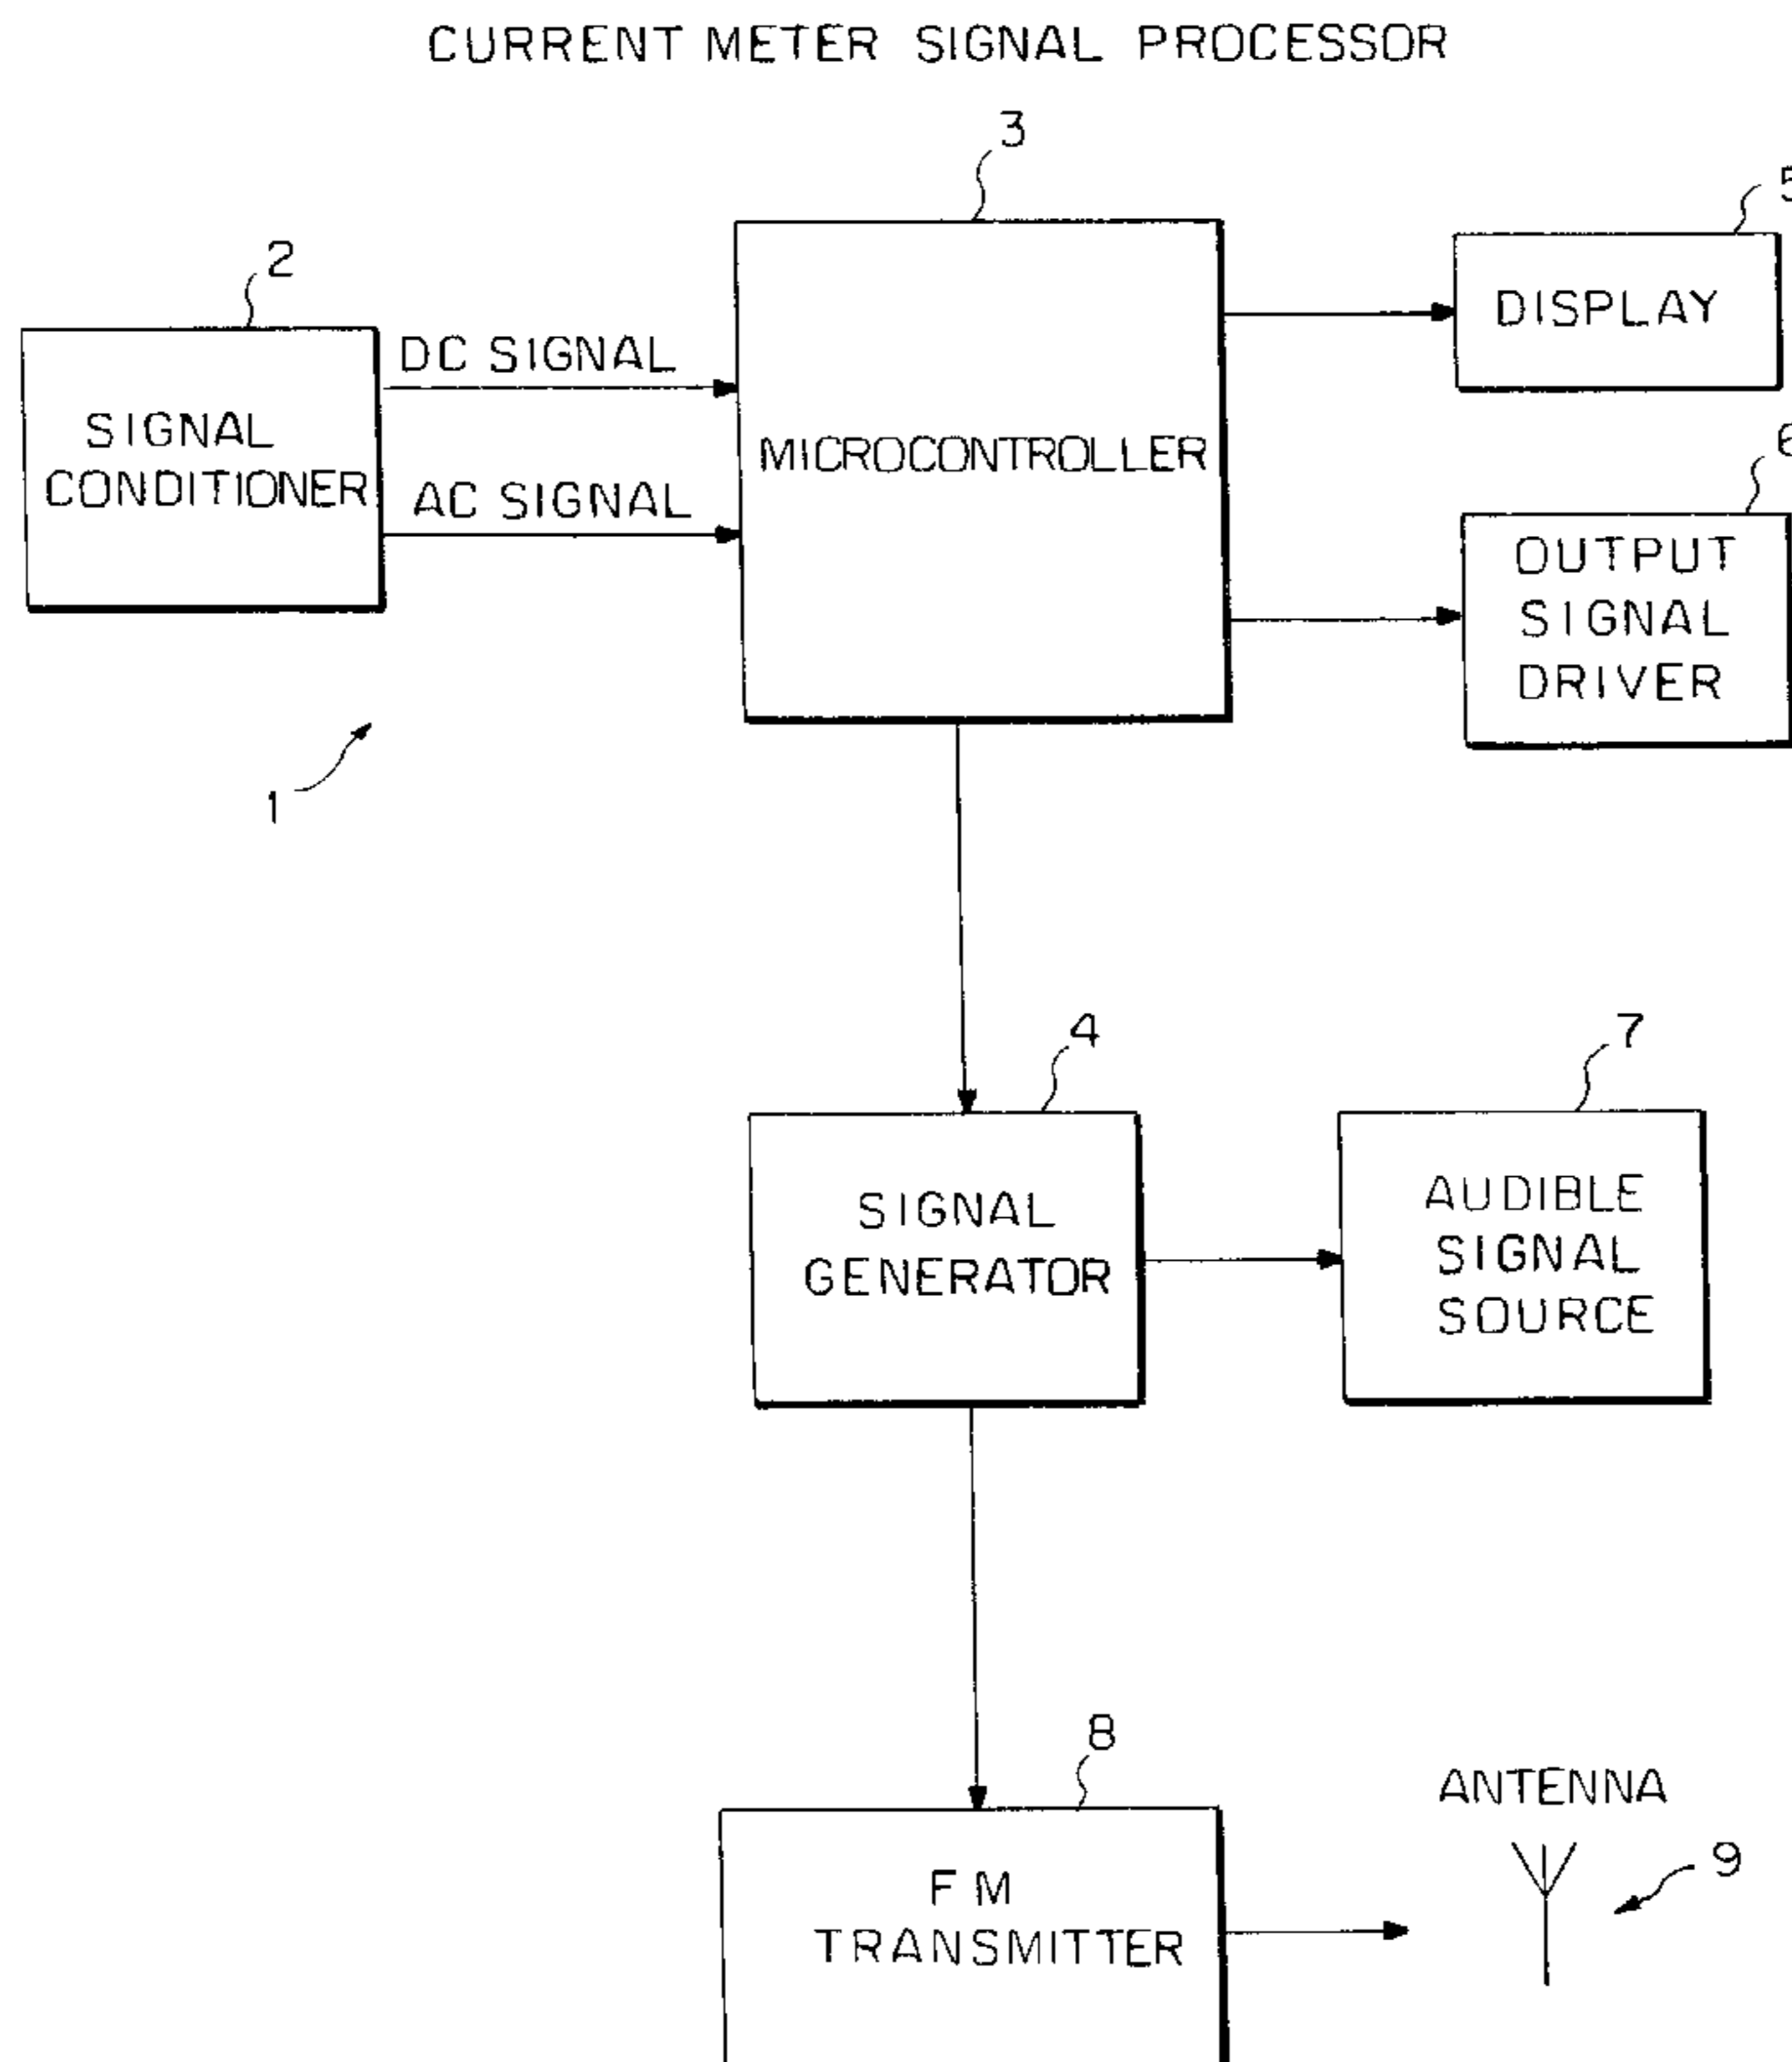 CURRENT METER SIGNAL PROCESSOR
3
5
2
DISPLAY
DC SIGNAL
SIGNAL
CONDITIONER
MICROCONTROLLER
6
AC SIGNAL
OUTPUT
SIGNAL
DRIVER
1
4
7
SIGNAL
GENERATOR
AUDIBLE
SIGNAL
SOURCE
8
ANTENNA
9
FM
TRANSMITTER